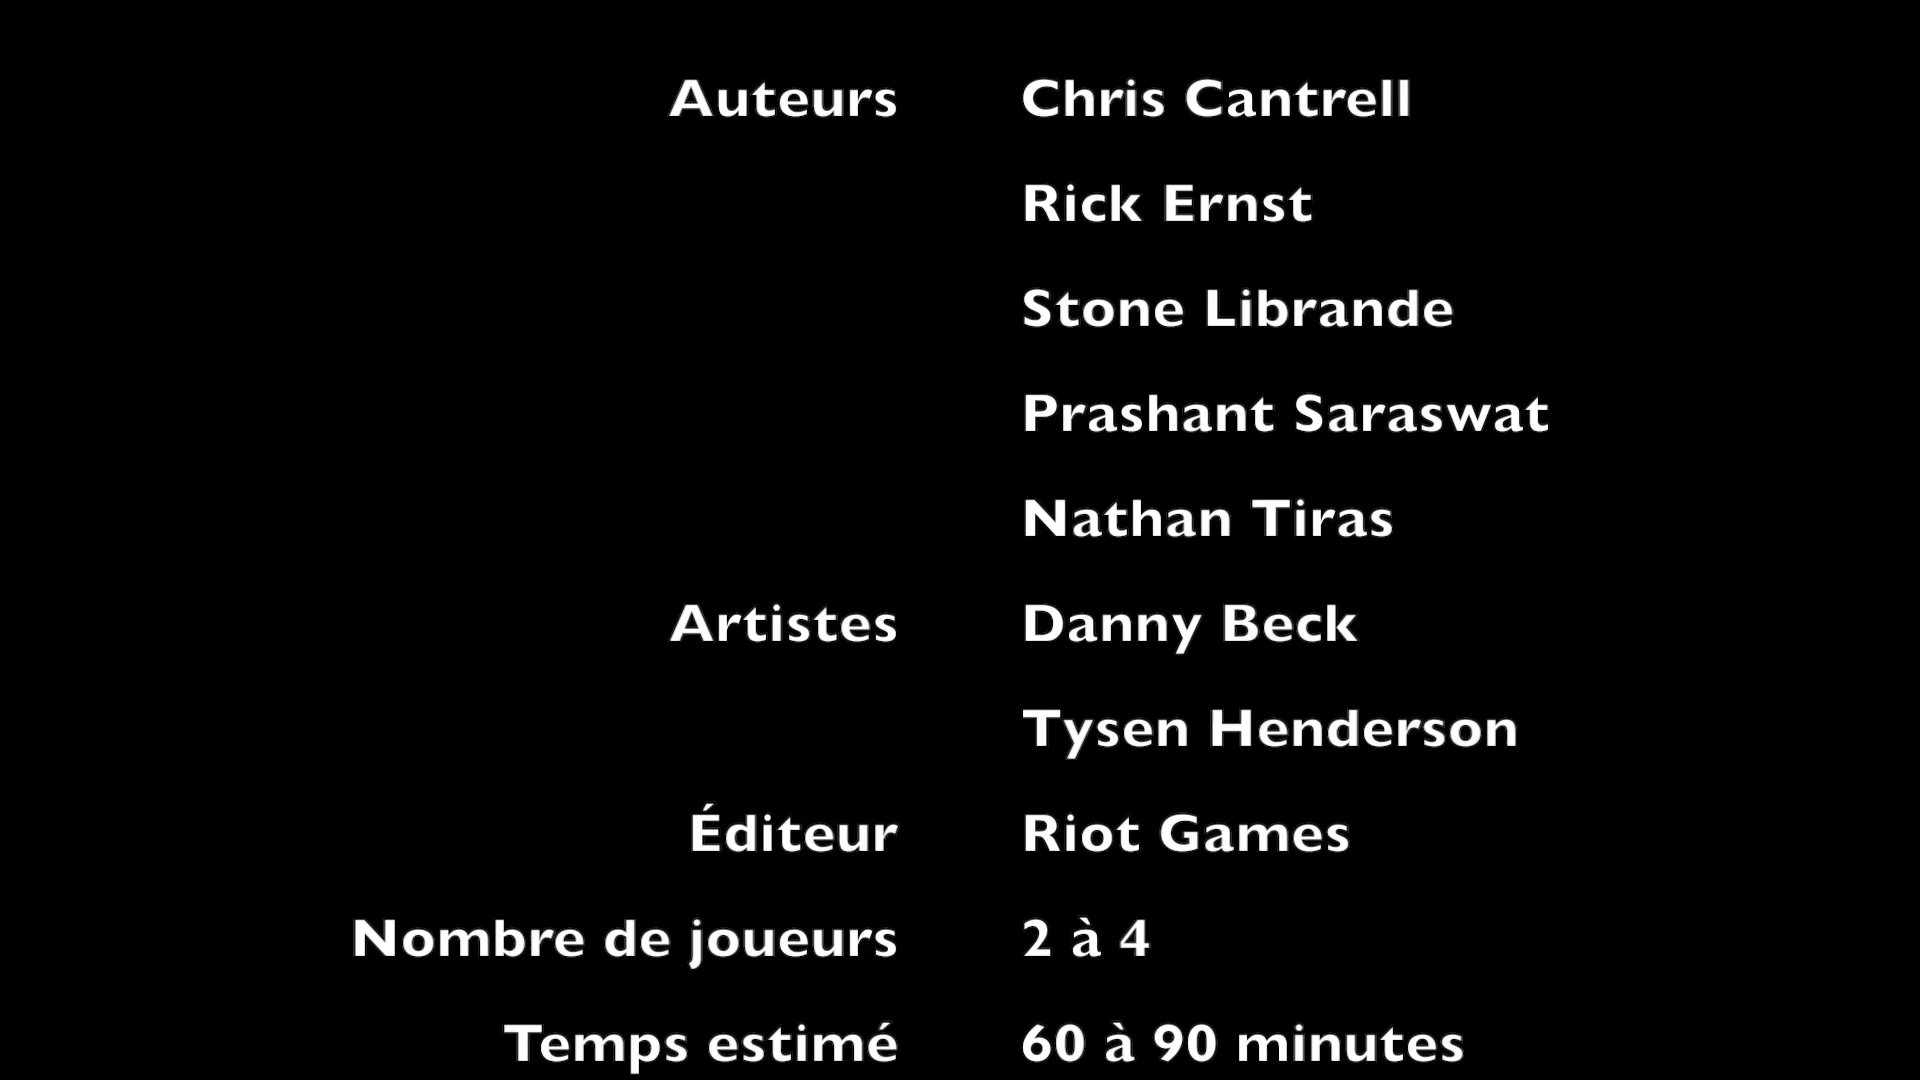 Auteurs Chris Cantrell
Rick Ernst
Stone Librande
Prashant Saraswat
Nathan Tiras
Artistes Danny Beck
Tysen Henderson
Éditeur Riot Games
Nombre de joueurs 2 à 4
Temps estimé 60 à 90 minutes